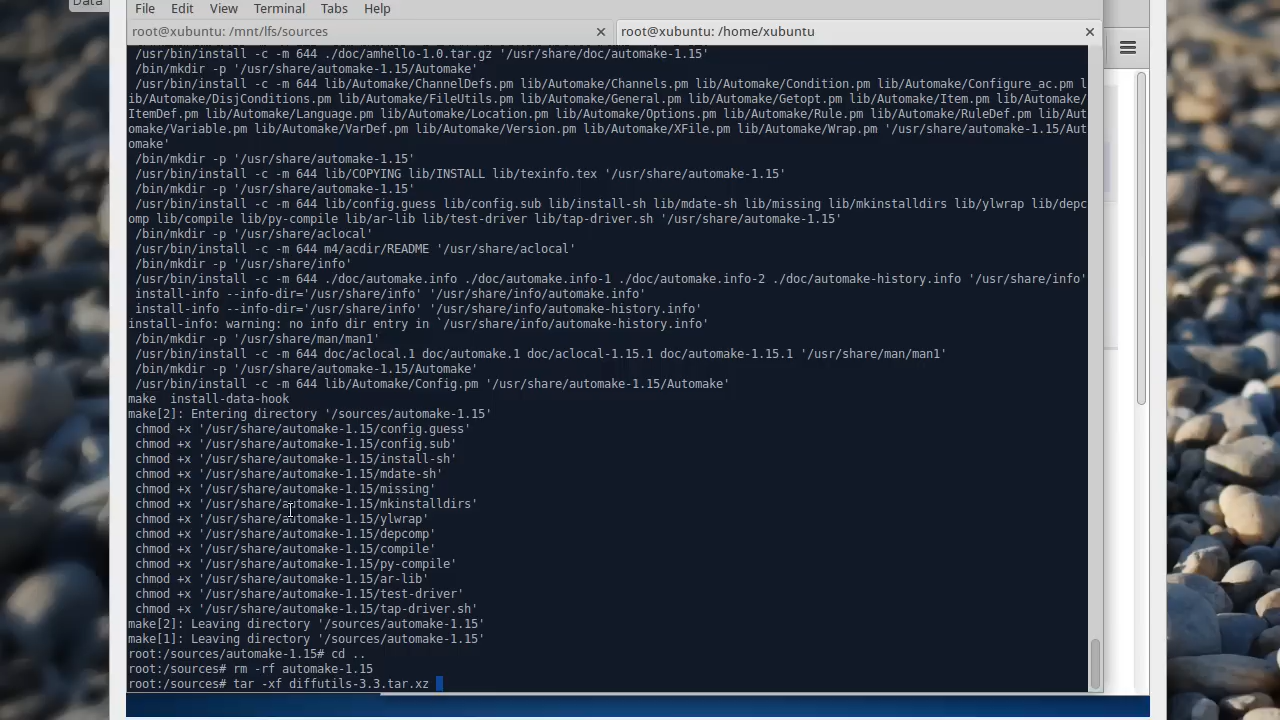 Data
File Edit View Terminal Tabs Help
root@xubuntu: /mnt/lfs/sources × root@xubuntu: /home/xubuntu ×
/usr/bin/install -c -m 644 ./doc/amhello-1.0.tar.gz '/usr/share/doc/automake-1.15'
/bin/mkdir -p '/usr/share/automake-1.15/Automake'
/usr/bin/install -c -m 644 lib/Automake/ChannelDefs.pm lib/Automake/Channels.pm lib/Automake/Condition.pm lib/Automake/Configure_ac.pm l
ib/Automake/DisjConditions.pm lib/Automake/FileUtils.pm lib/Automake/General.pm lib/Automake/Getopt.pm lib/Automake/Item.pm lib/Automake/
ItemDef.pm lib/Automake/Language.pm lib/Automake/Location.pm lib/Automake/Options.pm lib/Automake/Rule.pm lib/Automake/RuleDef.pm lib/Aut
omake/Variable.pm lib/Automake/VarDef.pm lib/Automake/Version.pm lib/Automake/XFile.pm lib/Automake/Wrap.pm '/usr/share/automake-1.15/Aut
omake'
/bin/mkdir -p '/usr/share/automake-1.15'
/usr/bin/install -c -m 644 lib/COPYING lib/INSTALL lib/texinfo.tex '/usr/share/automake-1.15'
/bin/mkdir -p '/usr/share/automake-1.15'
/usr/bin/install -c -m 644 lib/config.guess lib/config.sub lib/install-sh lib/mdate-sh lib/missing lib/mkinstalldirs lib/ylwrap lib/depc
omp lib/compile lib/py-compile lib/ar-lib lib/test-driver lib/tap-driver.sh '/usr/share/automake-1.15'
/bin/mkdir -p '/usr/share/aclocal'
/usr/bin/install -c -m 644 m4/acdir/README '/usr/share/aclocal'
/bin/mkdir -p '/usr/share/info'
/usr/bin/install -c -m 644 ./doc/automake.info ./doc/automake.info-1 ./doc/automake.info-2 ./doc/automake-history.info '/usr/share/info'
install-info --info-dir='/usr/share/info' '/usr/share/info/automake.info'
install-info --info-dir='/usr/share/info' '/usr/share/info/automake-history.info'
install-info: warning: no info dir entry in `/usr/share/info/automake-history.info'
/bin/mkdir -p '/usr/share/man/man1'
/usr/bin/install -c -m 644 doc/aclocal.1 doc/automake.1 doc/aclocal-1.15.1 doc/automake-1.15.1 '/usr/share/man/man1'
/bin/mkdir -p '/usr/share/automake-1.15/Automake'
/usr/bin/install -c -m 644 lib/Automake/Config.pm '/usr/share/automake-1.15/Automake'
make  install-data-hook
make[2]: Entering directory '/sources/automake-1.15'
chmod +x '/usr/share/automake-1.15/config.guess'
chmod +x '/usr/share/automake-1.15/config.sub'
chmod +x '/usr/share/automake-1.15/install-sh'
chmod +x '/usr/share/automake-1.15/mdate-sh'
chmod +x '/usr/share/automake-1.15/missing'
chmod +x '/usr/share/automake-1.15/mkinstalldirs'
chmod +x '/usr/share/automake-1.15/ylwrap'
chmod +x '/usr/share/automake-1.15/depcomp'
chmod +x '/usr/share/automake-1.15/compile'
chmod +x '/usr/share/automake-1.15/py-compile'
chmod +x '/usr/share/automake-1.15/ar-lib'
chmod +x '/usr/share/automake-1.15/test-driver'
chmod +x '/usr/share/automake-1.15/tap-driver.sh'
make[2]: Leaving directory '/sources/automake-1.15'
make[1]: Leaving directory '/sources/automake-1.15'
root:/sources/automake-1.15# cd ..
root:/sources# rm -rf automake-1.15
root:/sources# tar -xf diffutils-3.3.tar.xz